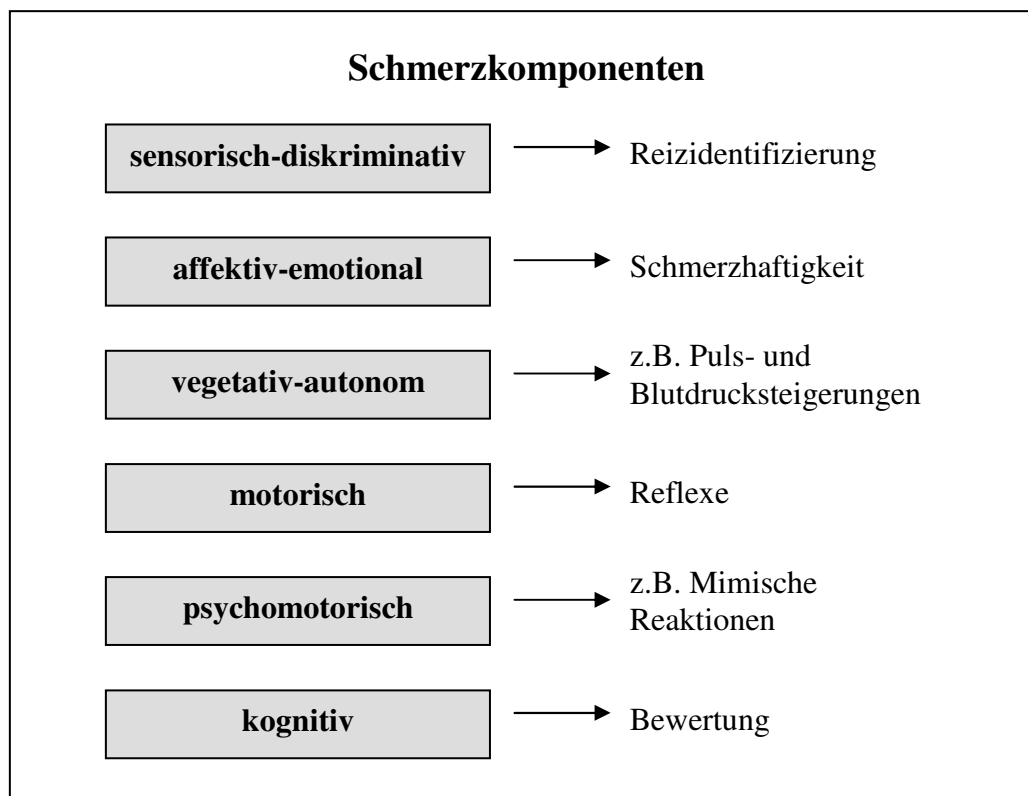 Schmerzkomponenten
sensorisch-diskriminativ
Reizidentifizierung
affektiv-emotional
Schmerzhaftigkeit
vegetativ-autonom
z.B. Puls- und
Blutdrucksteigerungen
motorisch
Reflexe
psychomotorisch
z.B. Mimische
Reaktionen
kognitiv
Bewertung